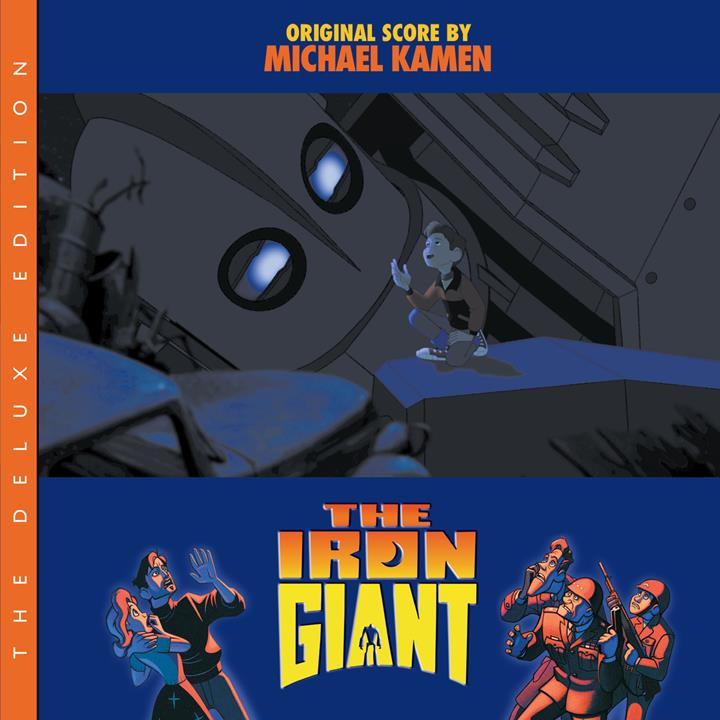 ORIGINAL SCORE BY
MICHAEL KAMEN
THE DELUXE EDITION
THE
IRON
GIANT